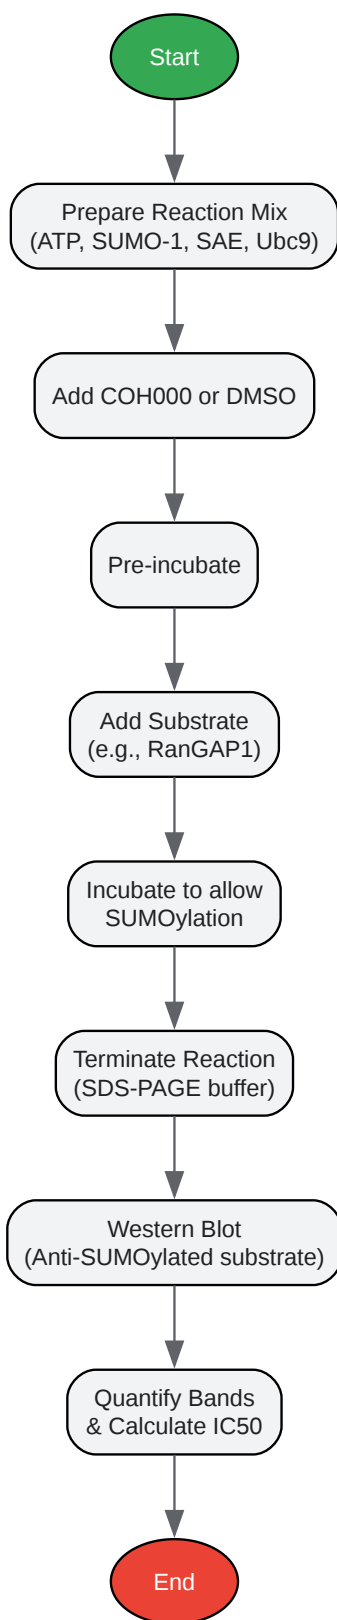 Start
Prepare Reaction Mix
(ATP, SUMO-1, SAE, Ubc9)
Add COH000 or DMSO
Pre-incubate
Add Substrate
(e.g., RanGAP1)
Incubate to allow
SUMOylation
Terminate Reaction
(SDS-PAGE buffer)
Western Blot
(Anti-SUMOylated substrate)
Quantify Bands
& Calculate IC50
End